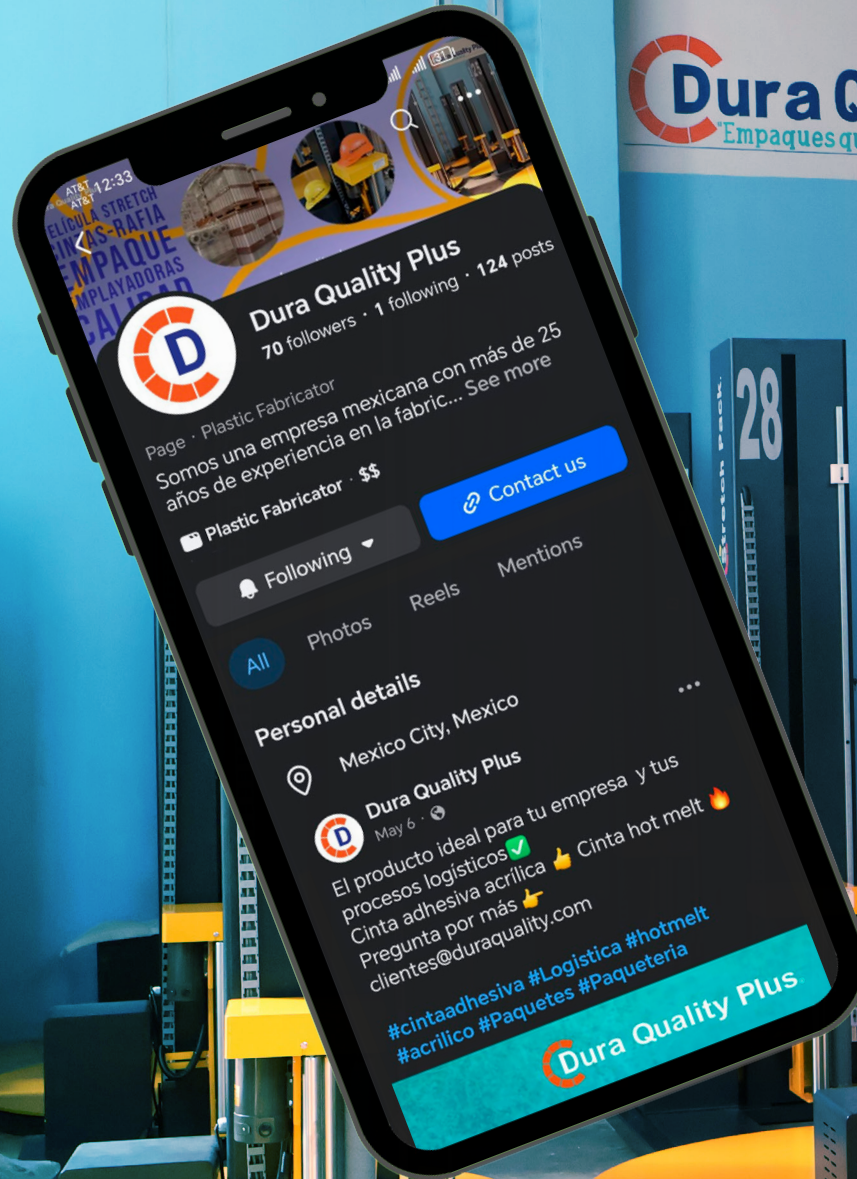 Dura Q
"Empaques qu
AT&T
AT&T 12:33
31
ELÍCULA STRETCH
INTAS-RAFIA
EMPAQUE
MPLAYADORAS
CALIDAD
D
Dura Quality Plus
70 followers · 1 following · 124 posts
Page · Plastic Fabricator
Somos una empresa mexicana con más de 25
años de experiencia en la fabric... See more
Plastic Fabricator · $$
Following
Contact us
All
Photos
Reels
Mentions
Personal details
Mexico City, Mexico
D
Dura Quality Plus
May 6 ·
El producto ideal para tu empresa y tus
procesos logísticos✅
Cinta adhesiva acrílica 👍 Cinta hot melt 🔥
Pregunta por más 👉
clientes@duraquality.com
#cintaadhesiva #Logistica #hotmelt
#acrilico #Paquetes #Paqueteria
Dura Quality Plus
28
Stretch Pack.